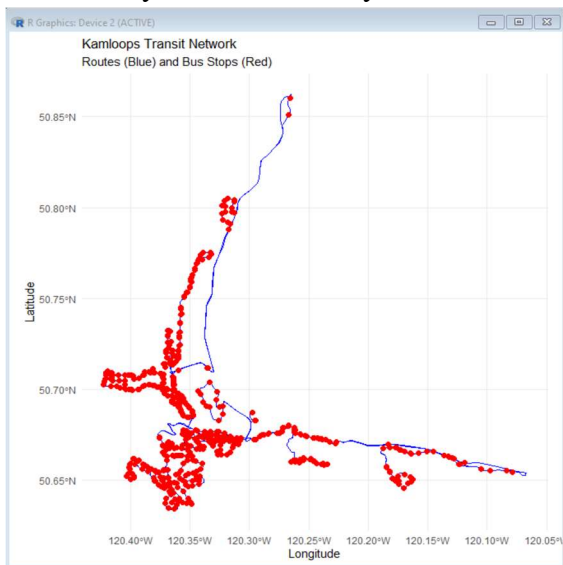 R Graphics: Device 2 (ACTIVE)
Kamloops Transit Network
Routes (Blue) and Bus Stops (Red)
50.85°N
50.80°N
50.75°N
50.70°N
50.65°N
Latitude
120.40°W 120.35°W 120.30°W 120.25°W 120.20°W 120.15°W 120.10°W 120.05°
Longitude